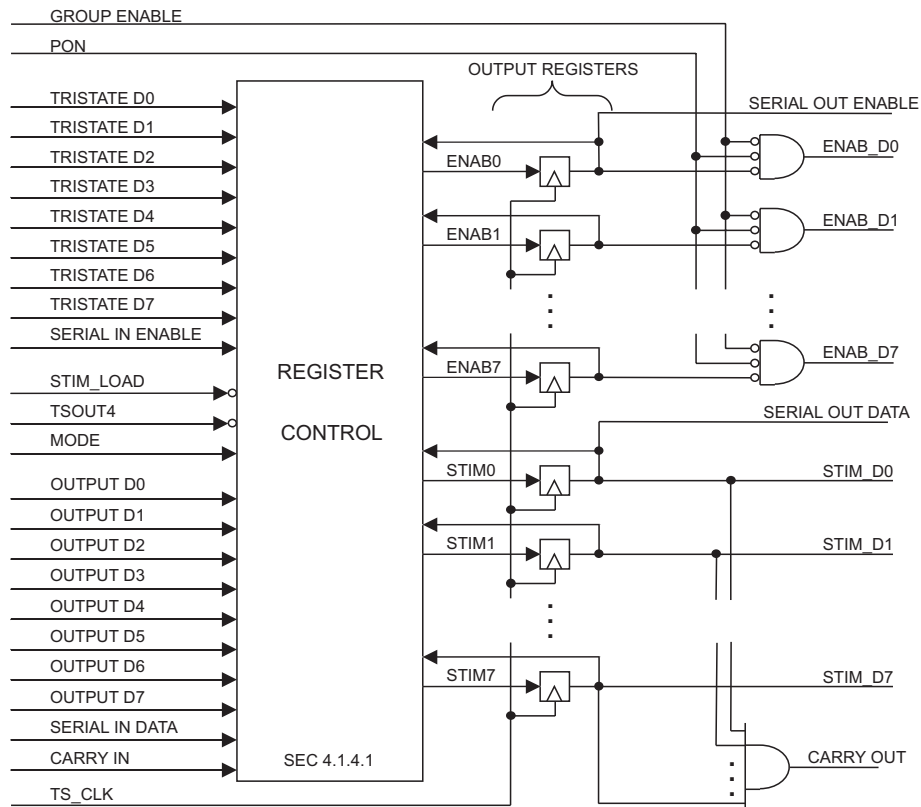 GROUP ENABLE
PON
OUTPUT REGISTERS
SERIAL OUT ENABLE
TRISTATE D0
TRISTATE D1
TRISTATE D2
TRISTATE D3
TRISTATE D4
TRISTATE D5
TRISTATE D6
TRISTATE D7
SERIAL IN ENABLE
STIM_LOAD
TSOUT4
MODE
OUTPUT D0
OUTPUT D1
OUTPUT D2
OUTPUT D3
OUTPUT D4
OUTPUT D5
OUTPUT D6
OUTPUT D7
SERIAL IN DATA
CARRY IN
TS_CLK
REGISTER
CONTROL
SEC 4.1.4.1
ENAB0
ENAB1
ENAB7
STIM0
STIM1
STIM7
ENAB_D0
ENAB_D1
ENAB_D7
SERIAL OUT DATA
STIM_D0
STIM_D1
STIM_D7
CARRY OUT